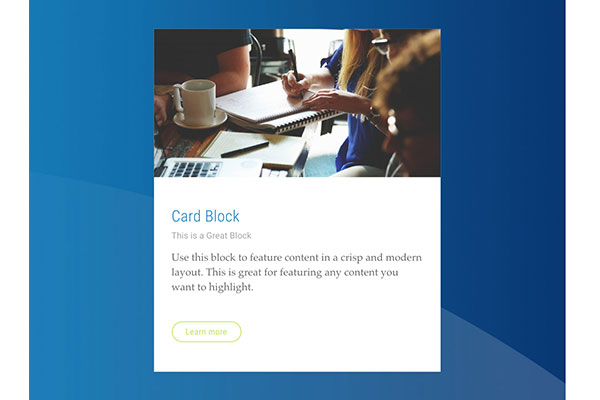 Card Block
This is a Great Block
Use this block to feature content in a crisp and modern
layout. This is great for featuring any content you
want to highlight.
Learn more